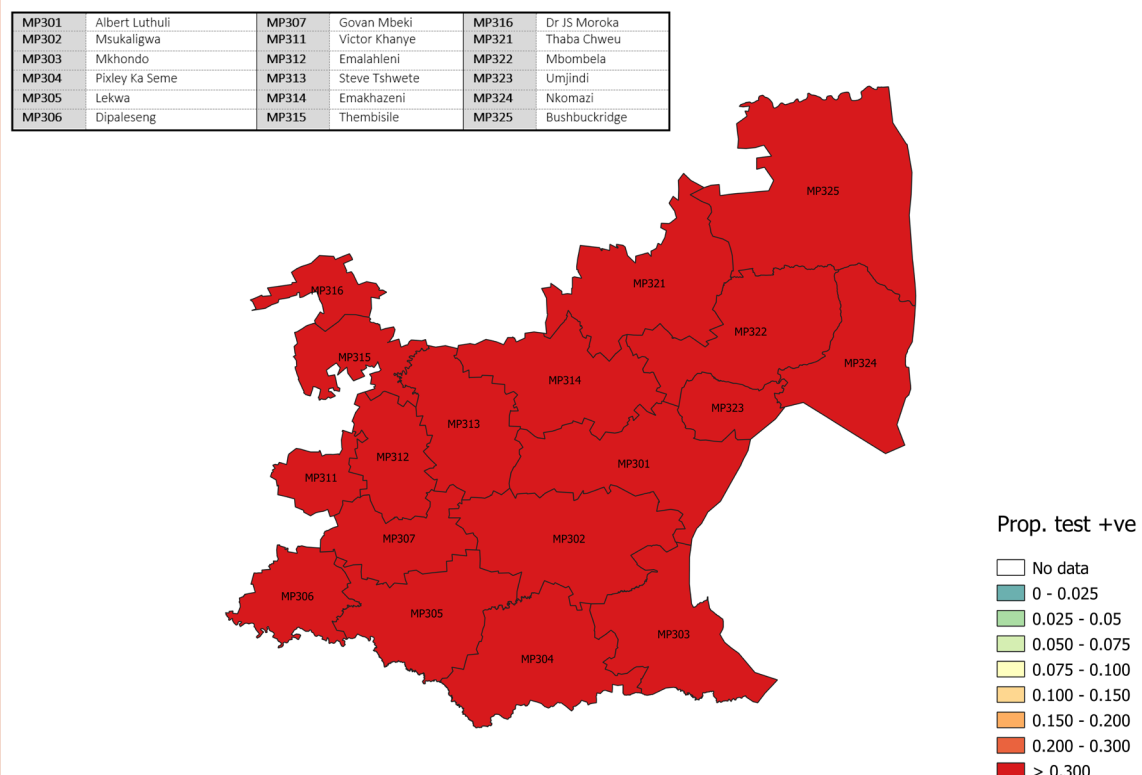 MP301 Albert Luthuli MP307 Govan Mbeki MP316 Dr JS Moroka
MP302 Msukaligwa MP311 Victor Khanye MP321 Thaba Chweu
MP303 Mkhondo MP312 Emalahleni MP322 Mbombela
MP304 Pixley Ka Seme MP313 Steve Tshwete MP323 Umjindi
MP305 Lekwa MP314 Emakhazeni MP324 Nkomazi
MP306 Dipaleseng MP315 Thembisile MP325 Bushbuckridge
MP325
MP321
MP316
MP322
MP315
MP324
MP314
MP323
MP313
MP312
MP301
MP311
MP307
MP302
MP306
MP305
MP303
MP304
Prop. test +ve
No data
0 - 0.025
0.025 - 0.05
0.050 - 0.075
0.075 - 0.100
0.100 - 0.150
0.150 - 0.200
0.200 - 0.300
> 0.300